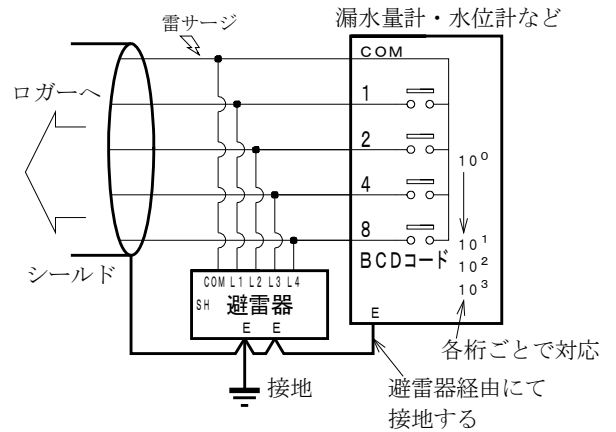 雷サージ
漏水量計・水位計など
ロガーへ
COM
1
2
4
8
10⁰
10¹
10²
10³
BCDコード
シールド
COM L1 L2 L3 L4
SH 避雷器
E E
E
各桁ごとで対応
接地
避雷器経由にて
接地する